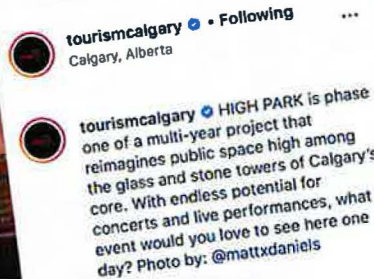 tourismcalgary • Following
Calgary, Alberta
tourismcalgary HIGH PARK is phase
one of a multi-year project that
reimagines public space high among
the glass and stone towers of Calgary's
core. With endless potential for
concerts and live performances, what
event would you love to see here one
day? Photo by: @mattxdaniels